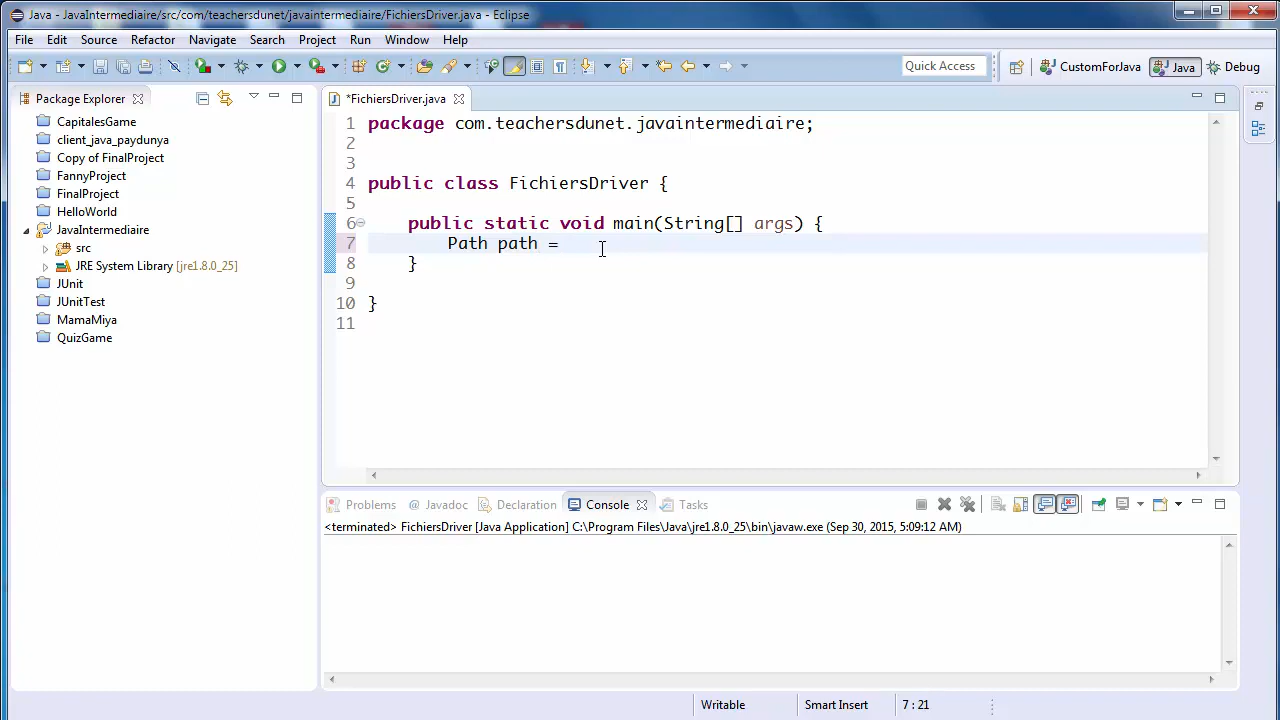 Java - JavaIntermediaire/src/com/teachersdunet/javaintermediaire/FichiersDriver.java - Eclipse
File Edit Source Refactor Navigate Search Project Run Window Help
Quick Access CustomForJava Java Debug
Package Explorer
CapitalesGame
client_java_paydunya
Copy of FinalProject
FannyProject
FinalProject
HelloWorld
JavaIntermediaire
src
JRE System Library [jre1.8.0_25]
JUnit
JUnitTest
MamaMiya
QuizGame
*FichiersDriver.java
1 package com.teachersdunet.javaintermediaire;
2
3
4 public class FichiersDriver {
5
6 public static void main(String[] args) {
7 Path path =
8 }
9
10 }
11
Problems @ Javadoc Declaration Console Tasks
<terminated> FichiersDriver [Java Application] C:\Program Files\Java\jre1.8.0_25\bin\javaw.exe (Sep 30, 2015, 5:09:12 AM)
Writable Smart Insert 7 : 21